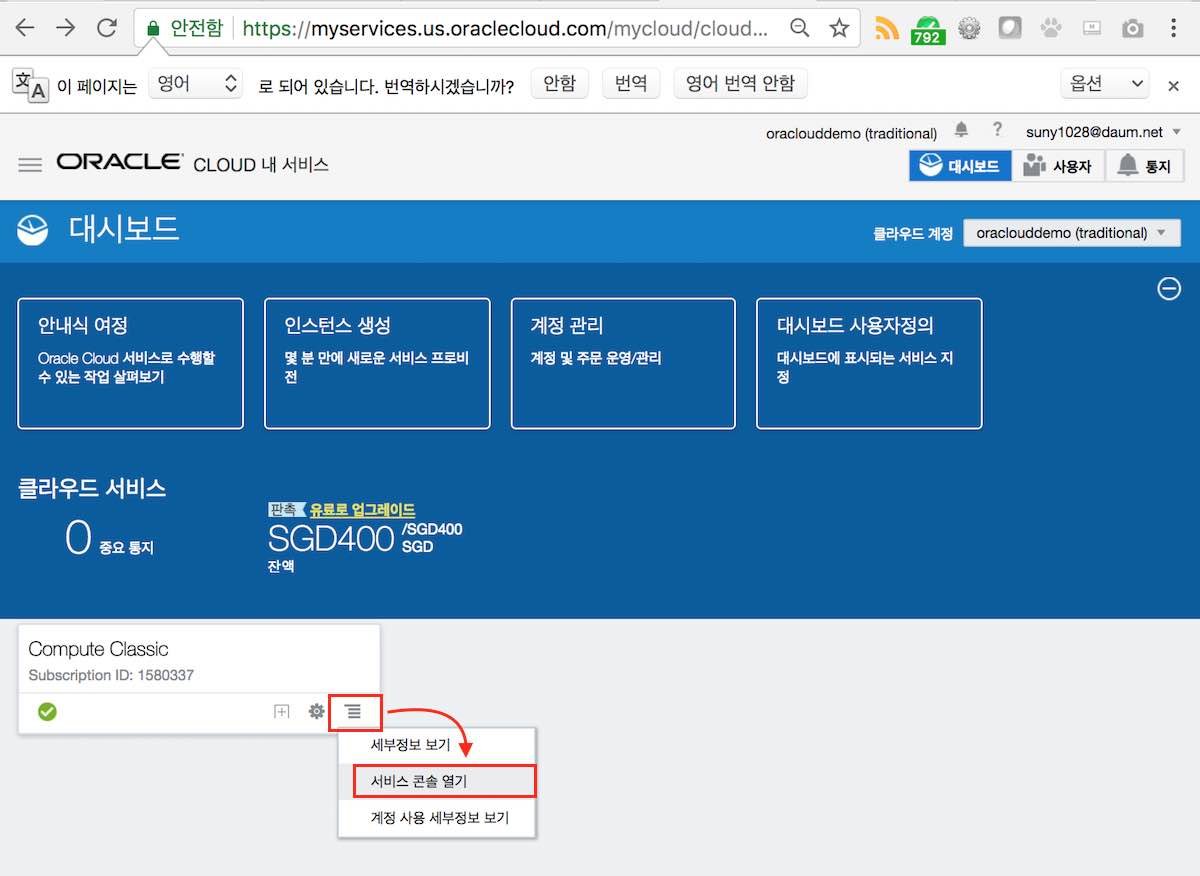 안전함 https://myservices.us.oraclecloud.com/mycloud/cloud...
792
文A 이 페이지는 영어 로 되어 있습니다. 번역하시겠습니까? 안함 번역 영어 번역 안함 옵션 ×
oraclouddemo (traditional) ? suny1028@daum.net
ORACLE CLOUD 내 서비스
대시보드 사용자 통지
대시보드
클라우드 계정 oraclouddemo (traditional)
안내식 여정
Oracle Cloud 서비스로 수행할
수 있는 작업 살펴보기
인스턴스 생성
몇 분 만에 새로운 서비스 프로비
전
계정 관리
계정 및 주문 운영/관리
대시보드 사용자정의
대시보드에 표시되는 서비스 지
정
클라우드 서비스
0 중요 통지
판촉 유료로 업그레이드
SGD400 /SGD400
SGD
잔액
Compute Classic
Subscription ID: 1580337
세부정보 보기
서비스 콘솔 열기
계정 사용 세부정보 보기